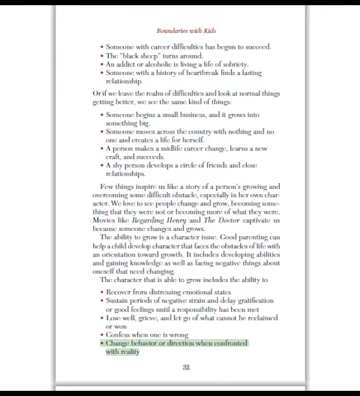 Boundaries with Kids
• Someone with career difficulties has begun to succeed.
• The "black sheep" turns around.
• An addict or alcoholic is living a life of sobriety.
• Someone with a history of heartbreak finds a lasting
relationship.
Or if we leave the realm of difficulties and look at normal things
getting better, we see the same kind of things:
• Someone begins a small business, and it grows into
something big.
• Someone moves across the country with nothing and no
one and creates a life for herself.
• A person makes a midlife career change, learns a new
craft, and succeeds.
• A shy person develops a circle of friends and close
relationships.
Few things inspire us like a story of a person's growing and
overcoming some difficult obstacle, especially in her own char-
acter. We love to see people change and grow, becoming some-
thing that they were not or becoming more of what they were.
Movies like Regarding Henry and The Doctor captivate us
because someone changes and grows.
The ability to grow is a character issue. Good parenting can
help a child develop character that faces the obstacles of life with
an orientation toward growth. It includes developing abilities
and gaining knowledge as well as facing negative things about
oneself that need changing.
The character that is able to grow includes the ability to
• Recover from distressing emotional states
• Sustain periods of negative strain and delay gratification
or good feelings until a responsibility has been met
• Lose well, grieve, and let go of what cannot be reclaimed
or won
• Confess when one is wrong
• Change behavior or direction when confronted
with reality
32